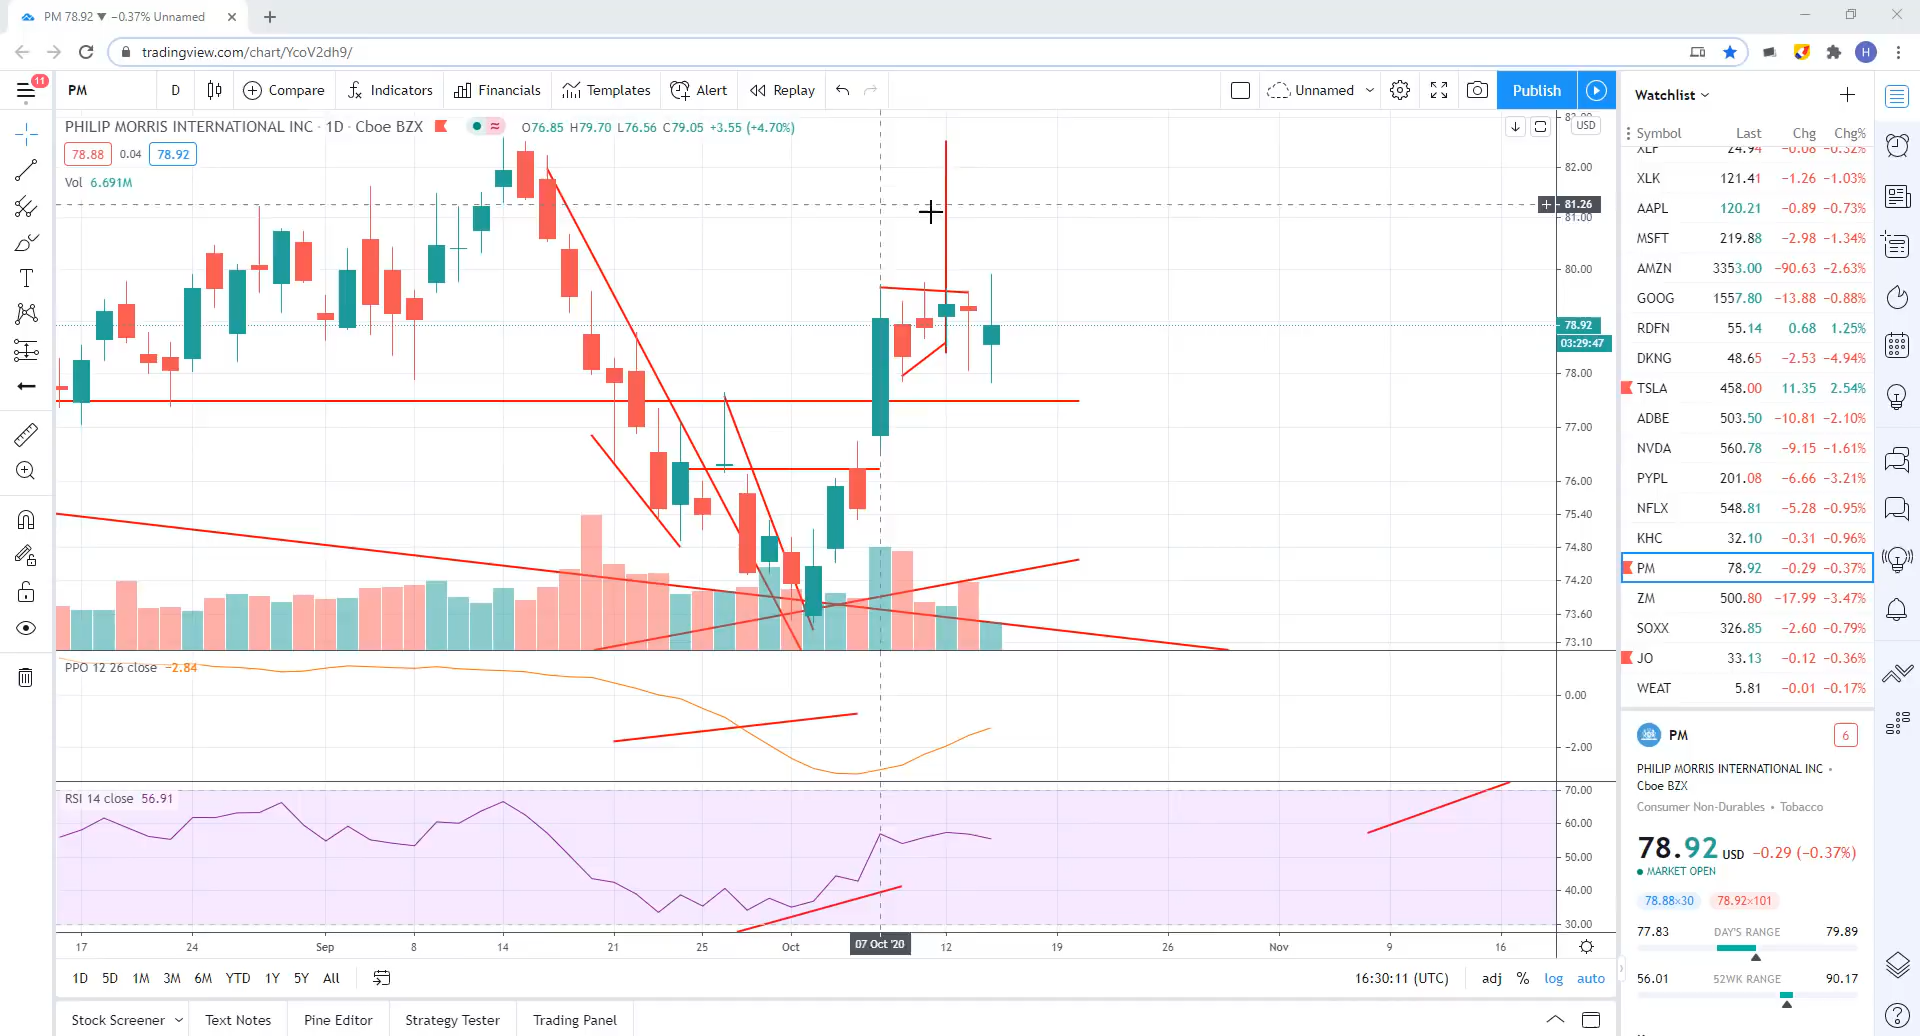 PM 78.92 ▼ −0.37% Unnamed
tradingview.com/chart/YcoV2dh9/
H
11
PM D Compare Indicators Financials Templates Alert Replay Unnamed Publish
PHILIP MORRIS INTERNATIONAL INC · 1D · Cboe BZX O76.85 H79.70 L76.56 C79.05 +3.55 (+4.70%)
78.88 0.04 78.92
Vol 6.691M
USD
82.00
81.26
81.00
80.00
78.92
03:29:47
78.00
77.00
76.00
75.40
74.80
74.20
73.60
73.10
PPO 12 26 close −2.84
0.00
−2.00
RSI 14 close 56.91
70.00
60.00
50.00
40.00
30.00
17 24 Sep 8 14 21 25 Oct 07 Oct '20 12 19 26 Nov 9 16
1D 5D 1M 3M 6M YTD 1Y 5Y All 16:30:11 (UTC) adj % log auto
Stock Screener Text Notes Pine Editor Strategy Tester Trading Panel
Watchlist
Symbol Last Chg Chg%
XLF 24.94 −0.08 −0.32%
XLK 121.41 −1.26 −1.03%
AAPL 120.21 −0.89 −0.73%
MSFT 219.88 −2.98 −1.34%
AMZN 3353.00 −90.63 −2.63%
GOOG 1557.80 −13.88 −0.88%
RDFN 55.14 0.68 1.25%
DKNG 48.65 −2.53 −4.94%
TSLA 458.00 11.35 2.54%
ADBE 503.50 −10.81 −2.10%
NVDA 560.78 −9.15 −1.61%
PYPL 201.08 −6.66 −3.21%
NFLX 548.81 −5.28 −0.95%
KHC 32.10 −0.31 −0.96%
PM 78.92 −0.29 −0.37%
ZM 500.80 −17.99 −3.47%
SOXX 326.85 −2.60 −0.79%
JO 33.13 −0.12 −0.36%
WEAT 5.81 −0.01 −0.17%
PM 6
PHILIP MORRIS INTERNATIONAL INC •
Cboe BZX
Consumer Non-Durables • Tobacco
78.92 USD −0.29 (−0.37%)
MARKET OPEN
78.88×30 78.92×101
77.83 DAY'S RANGE 79.89
56.01 52WK RANGE 90.17